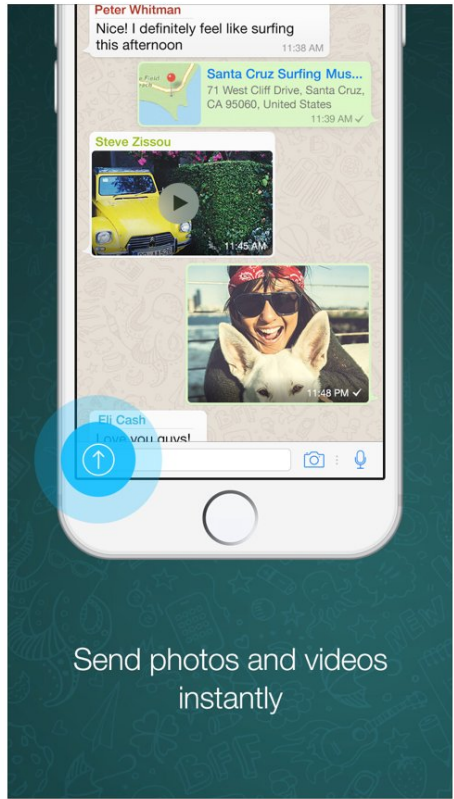 Peter Whitman
Nice! I definitely feel like surfing
this afternoon
11:38 AM
Santa Cruz Surfing Mus...
71 West Cliff Drive, Santa Cruz,
CA 95060, United States
11:39 AM ✓
Steve Zissou
11:45 AM
11:48 PM ✓
Eli Cash
Love you guys!
Send photos and videos
instantly
BFF